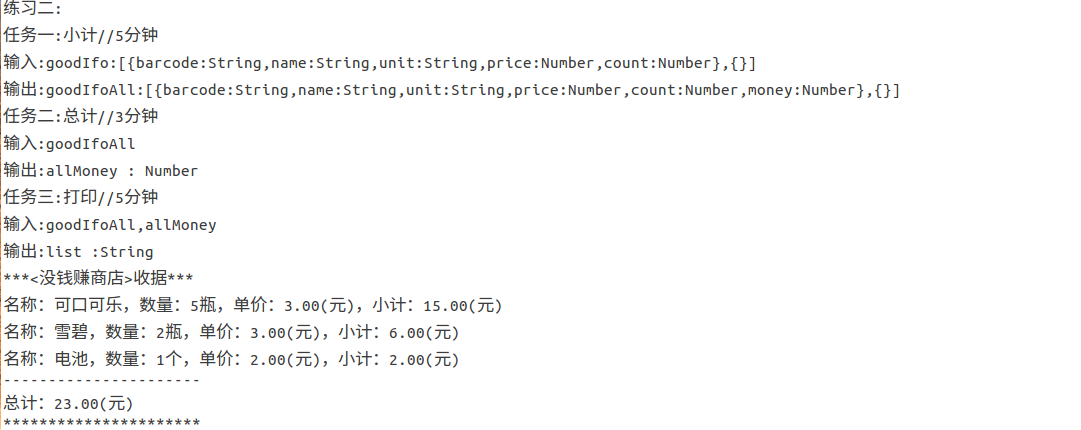 练习二:
任务一:小计//5分钟
输入:goodIfo:[{barcode:String,name:String,unit:String,price:Number,count:Number},{}]
输出:goodIfoAll:[{barcode:String,name:String,unit:String,price:Number,count:Number,money:Number},{}]
任务二:总计//3分钟
输入:goodIfoAll
输出:allMoney : Number
任务三:打印//5分钟
输入:goodIfoAll,allMoney
输出:list :String
***<没钱赚商店>收据***
名称：可口可乐，数量：5瓶，单价：3.00(元)，小计：15.00(元)
名称：雪碧，数量：2瓶，单价：3.00(元)，小计：6.00(元)
名称：电池，数量：1个，单价：2.00(元)，小计：2.00(元)
----------------------
总计：23.00(元)
**********************